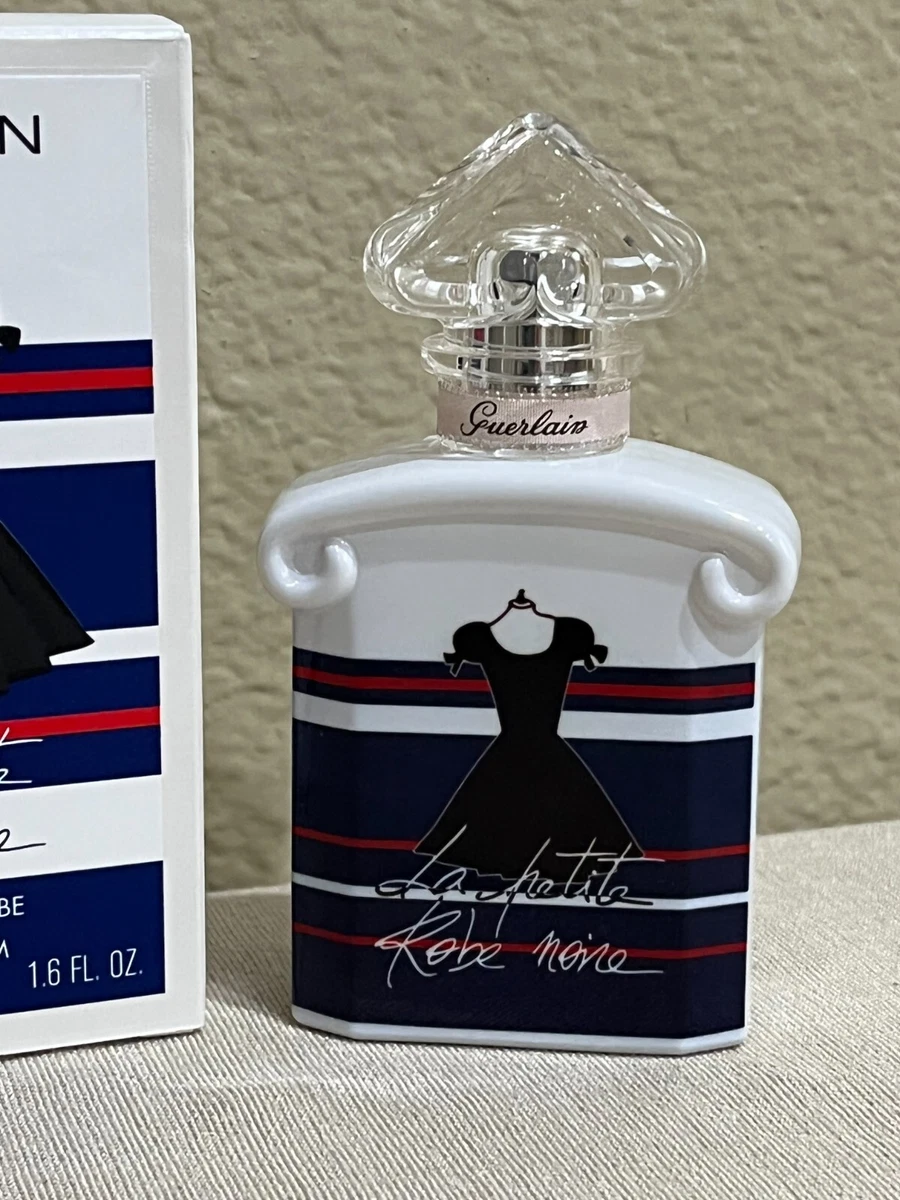 N
BE
M
1.6 FL. OZ.
Guerlain
La petite
Robe noire